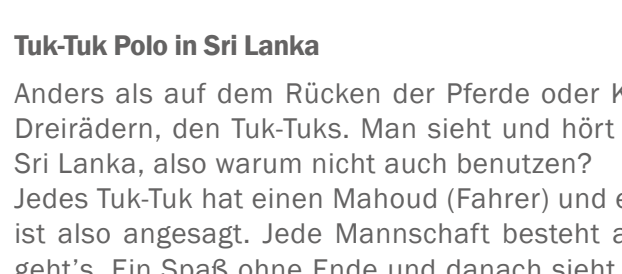 Tuk-Tuk Polo in Sri Lanka
Anders als auf dem Rücken der Pferde oder
Dreirädern, den Tuk-Tuks. Man sieht und hört
Sri Lanka, also warum nicht auch benutzen?
Jedes Tuk-Tuk hat einen Mahoud (Fahrer) und
ist also angesagt. Jede Mannschaft besteht
geht's. Ein Spaß ohne Ende und danach sieht